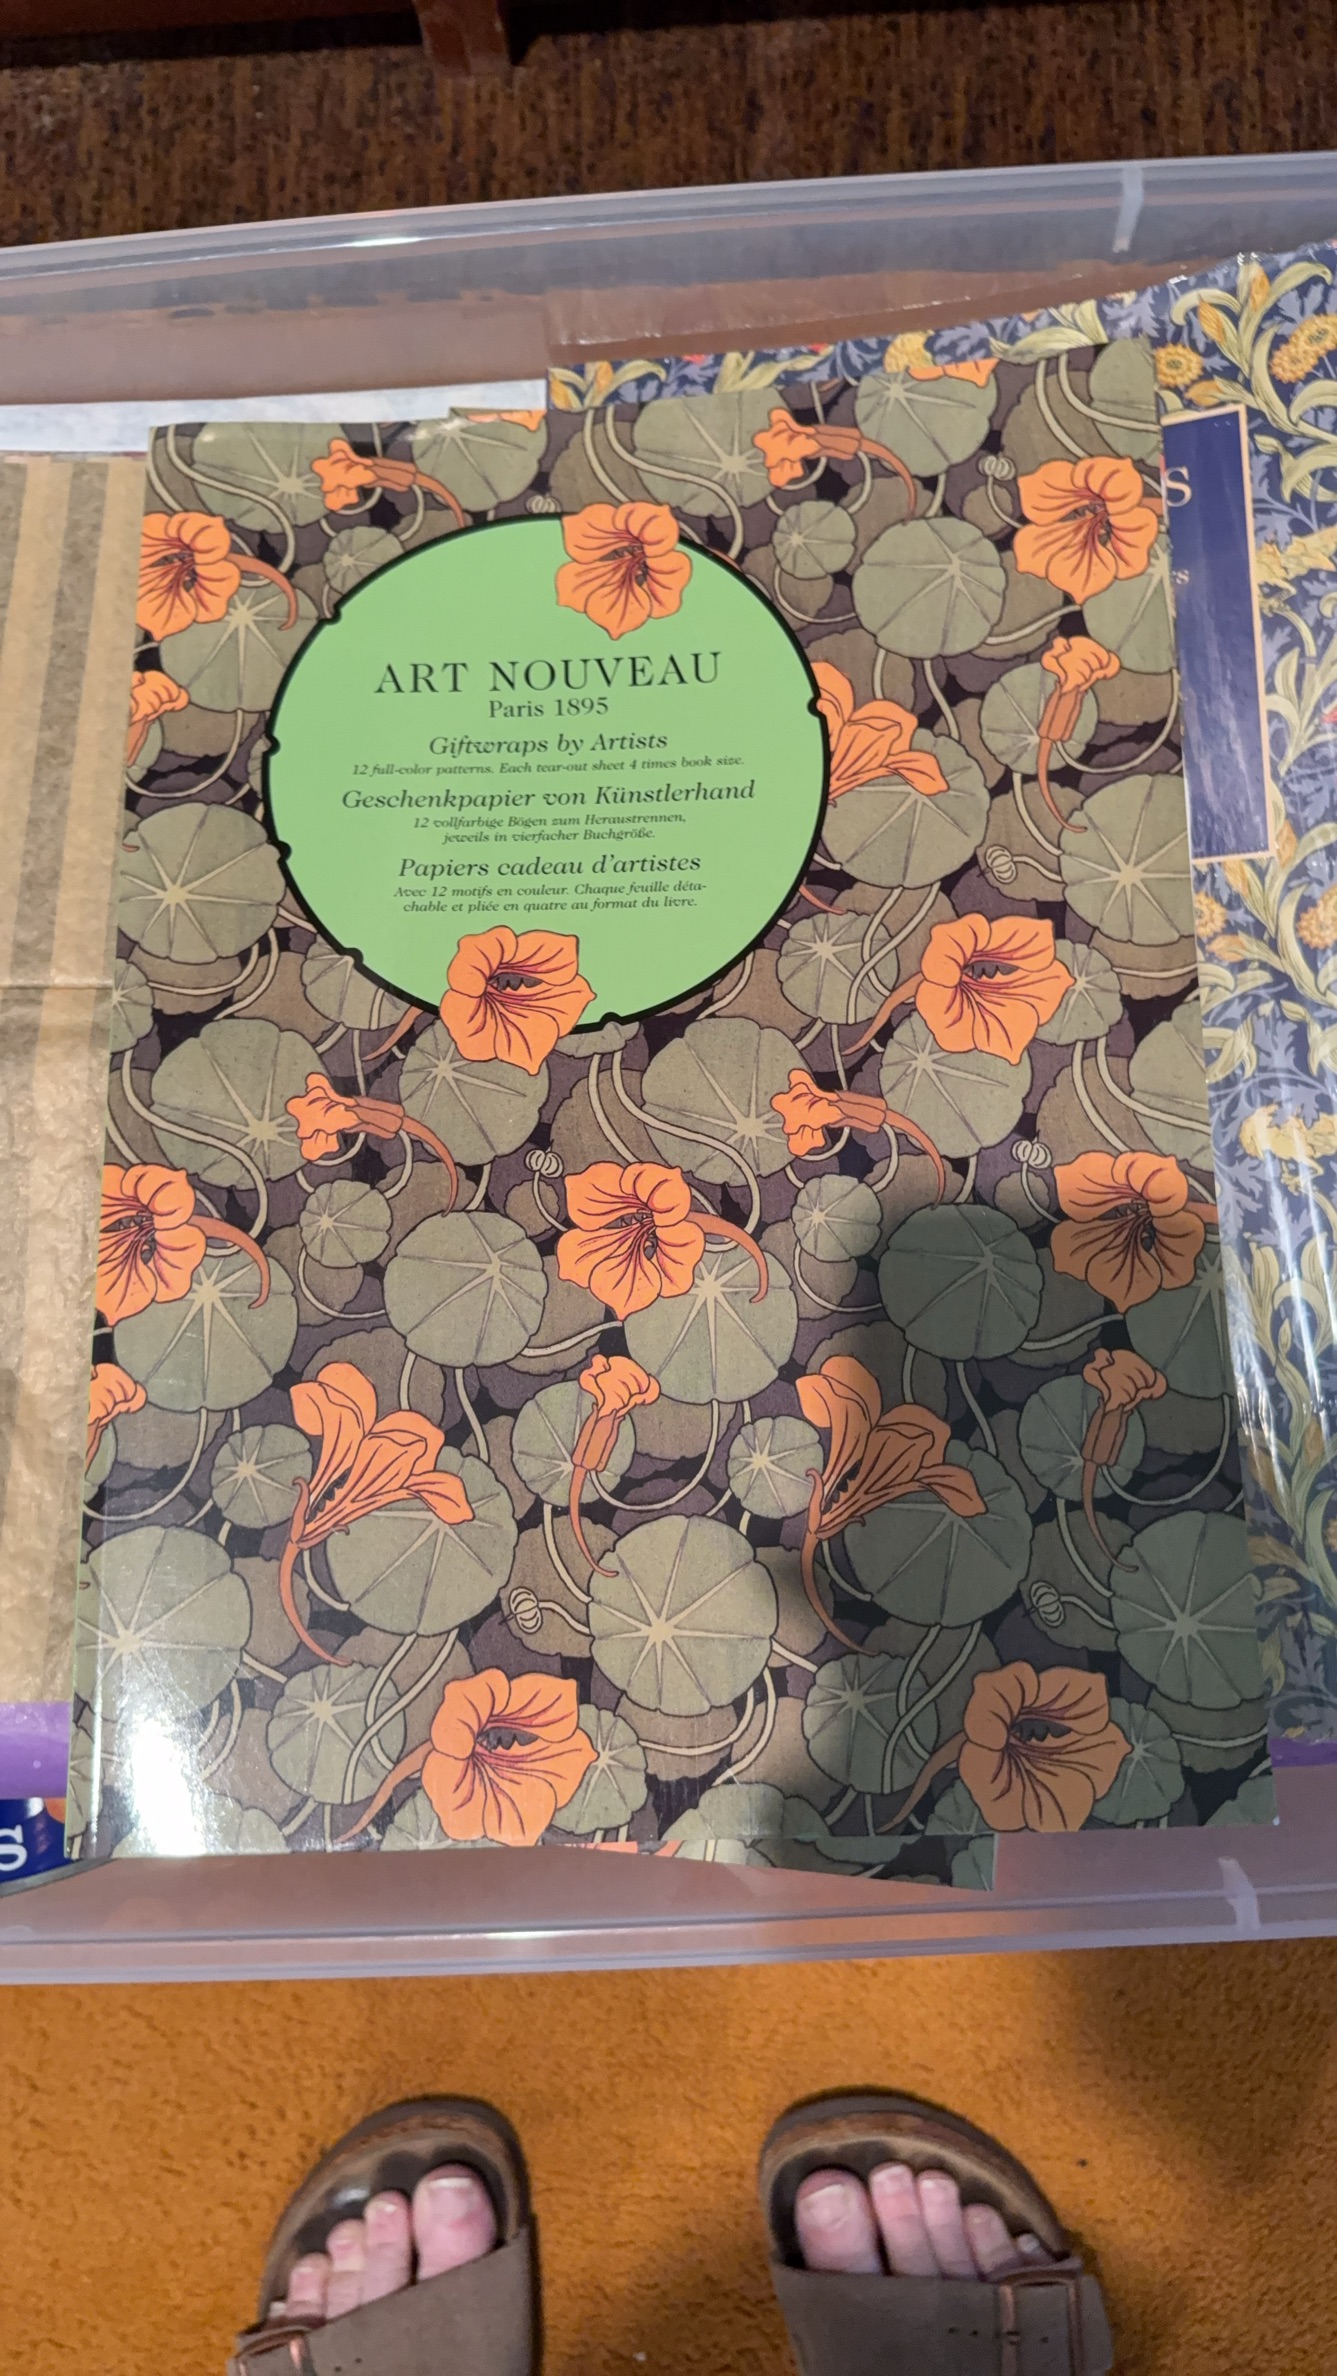 ART NOUVEAU
Paris 1895
Giftwraps by Artists
12 full-color patterns. Each tear-out sheet 4 times book size.
Geschenkpapier von Künstlerhand
12 vollfarbige Bögen zum Heraustrennen,
jeweils in vierfacher Buchgröße.
Papiers cadeau d'artistes
Avec 12 motifs en couleur. Chaque feuille déta-
chable et pliée en quatre au format du livre.
S
S